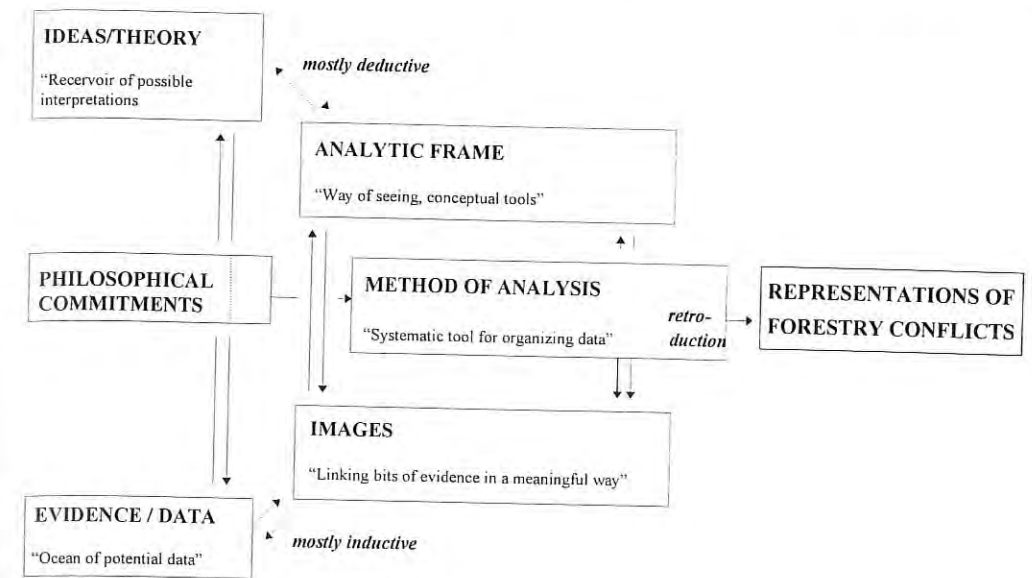 IDEAS/THEORY
“Recervoir of possible
interpretations
mostly deductive
ANALYTIC FRAME
“Way of seeing, conceptual tools”
PHILOSOPHICAL
COMMITMENTS
METHOD OF ANALYSIS
“Systematic tool for organizing data”
retro-
duction
REPRESENTATIONS OF
FORESTRY CONFLICTS
IMAGES
“Linking bits of evidence in a meaningful way”
EVIDENCE / DATA
“Ocean of potential data”
mostly inductive